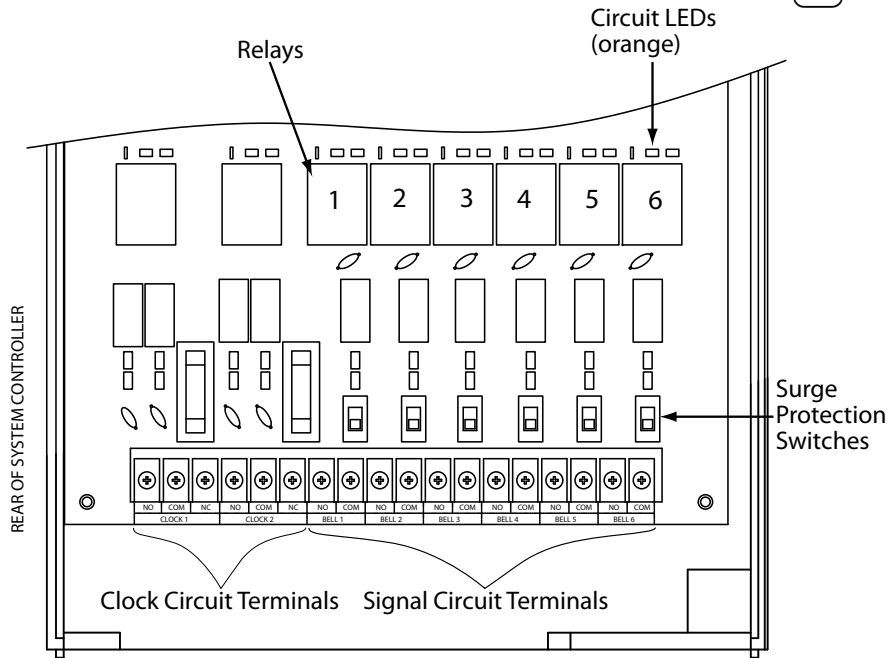 Circuit LEDs
(orange)
Relays
1 2 3 4 5 6
REAR OF SYSTEM CONTROLLER
Surge
Protection
Switches
NO COM NC NO COM NC NO COM NO COM NO COM NO COM NO COM NO COM
CLOCK 1 CLOCK 2 BELL 1 BELL 2 BELL 3 BELL 4 BELL 5 BELL 6
Clock Circuit Terminals Signal Circuit Terminals